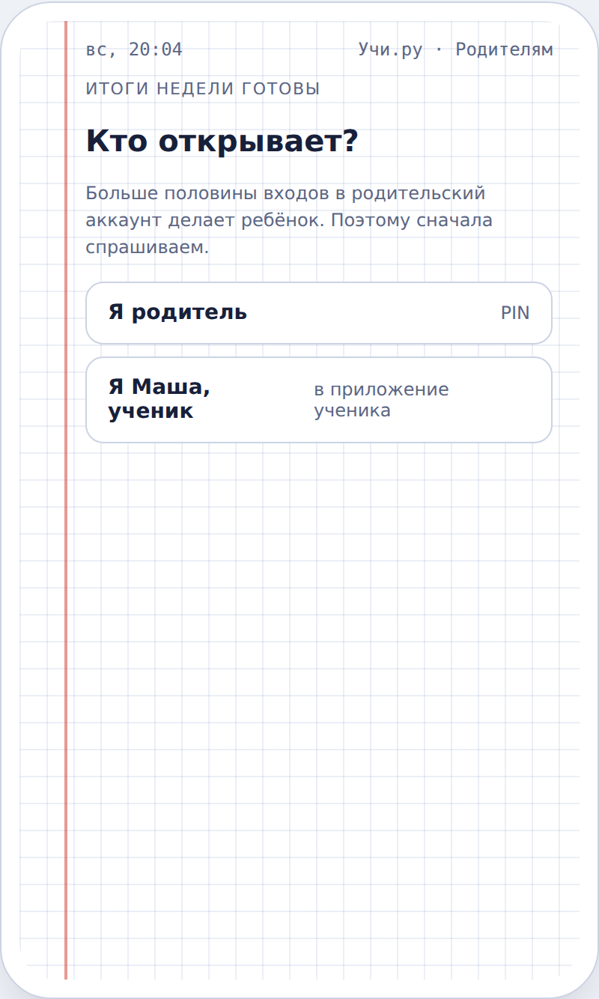 вс, 20:04 Учи.ру · Родителям
ИТОГИ НЕДЕЛИ ГОТОВЫ
Кто открывает?
Больше половины входов в родительский
аккаунт делает ребёнок. Поэтому сначала
спрашиваем.
Я родитель PIN
Я Маша,
ученик
в приложение
ученика